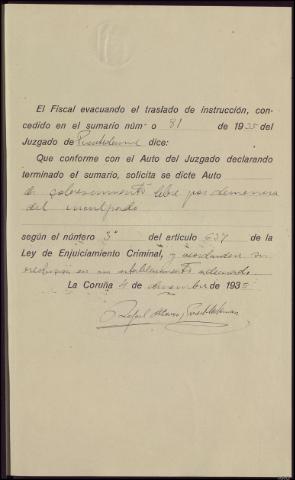 El Fiscal evacuando el traslado de instrucción, con-
cedido en el sumario núm- o 81 de 1935 del
Juzgado de Puentedeume dice:
Que conforme con el Auto del Juzgado declarando
terminado el sumario, solicita se dicte Auto
de sobreseimiento libre por demencia
del inculpado
según el número 3º del artículo 637 de la
Ley de Enjuiciamiento Criminal, y acordandose su
reclusión en un establecimiento adecuado.
La Coruña 4 de diciembre de 1935
Rafael Alonso